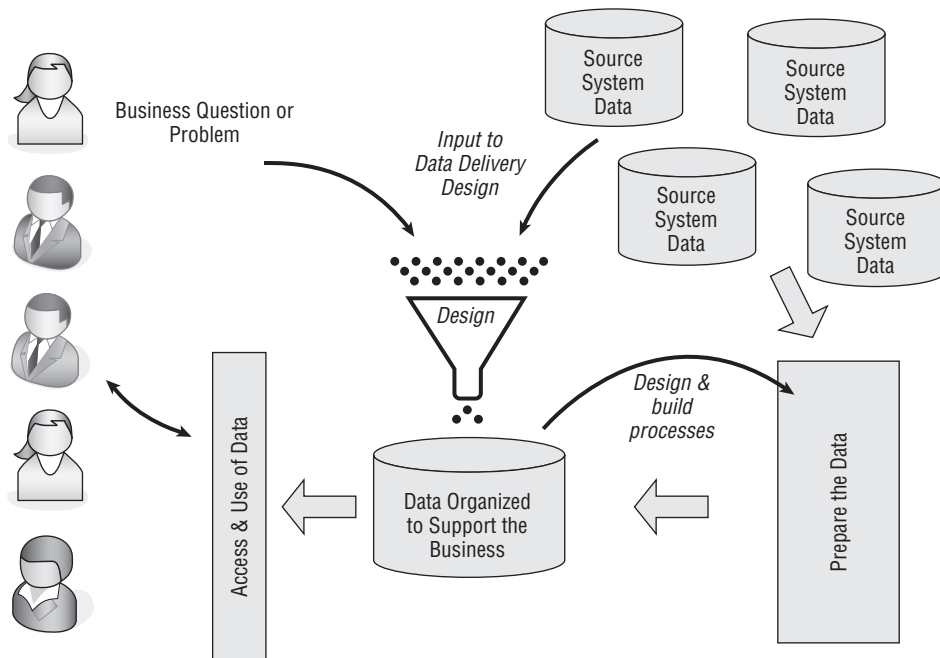 Business Question or
Problem
Input to
Data Delivery
Design
Source
System
Data
Source
System
Data
Source
System
Data
Source
System
Data
Design
Design &
build
processes
Access & Use of Data
Data Organized
to Support the
Business
Prepare the Data